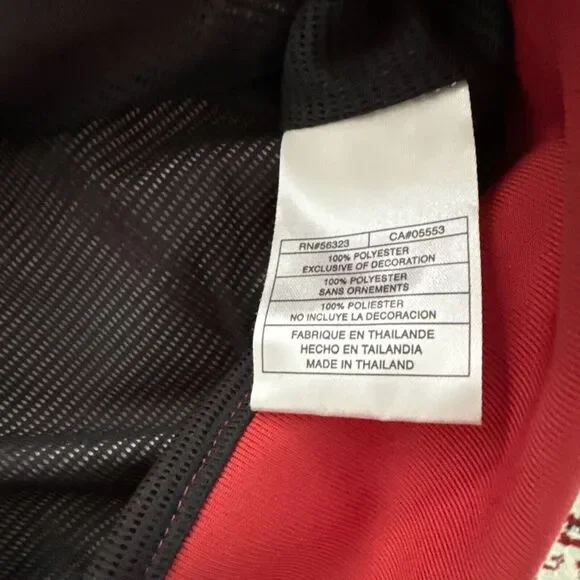 RN#56323 CA#05553
100% POLYESTER
EXCLUSIVE OF DECORATION
100% POLYESTER
SANS ORNEMENTS
100% POLIESTER
NO INCLUYE LA DECORACION
FABRIQUE EN THAILANDE
HECHO EN TAILANDIA
MADE IN THAILAND